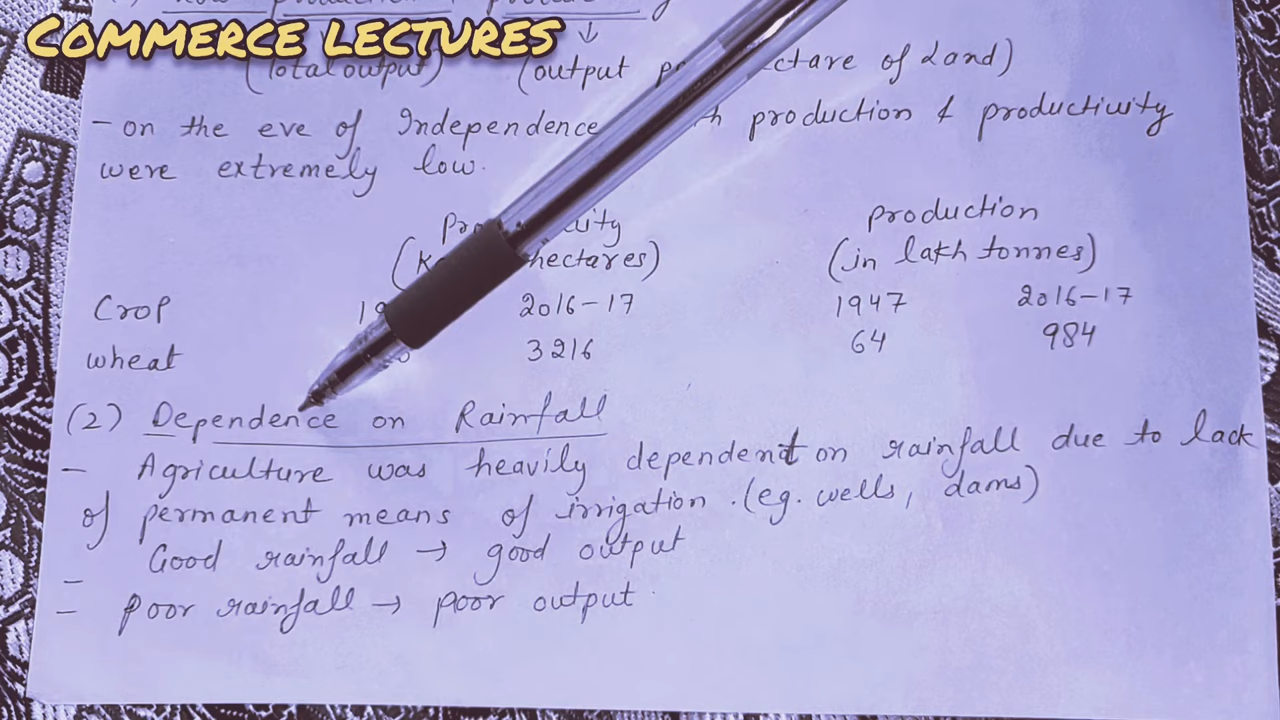 COMMERCE LECTURES
(Total output) (output of Land)
- on the eve of Independence production & productivity
were extremely low.
production
hectares) (in lakh tonnes)
Crop 2016-17 1947 2016-17
wheat 3216 64 984
(2) Dependence on Rainfall
- Agriculture was heavily dependent on rainfall due to lack
of permanent means of irrigation. (eg. wells, dams)
- Good rainfall → good output
- Poor rainfall → poor output.